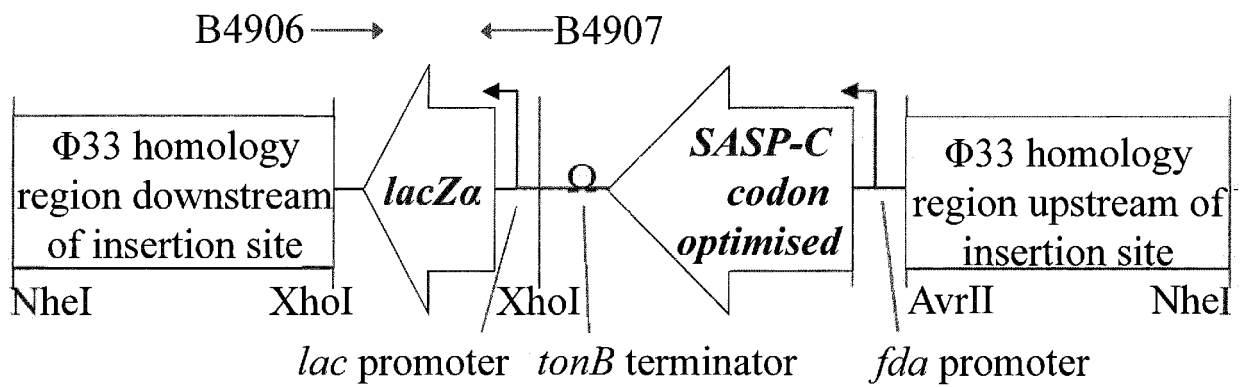 B4906
B4907
Φ33 homology
region downstream
of insertion site
lacZα
Ω
SASP-C
codon
optimised
Φ33 homology
region upstream of
insertion site
NheI
XhoI
XhoI
AvrII
NheI
lac promoter
tonB terminator
fda promoter